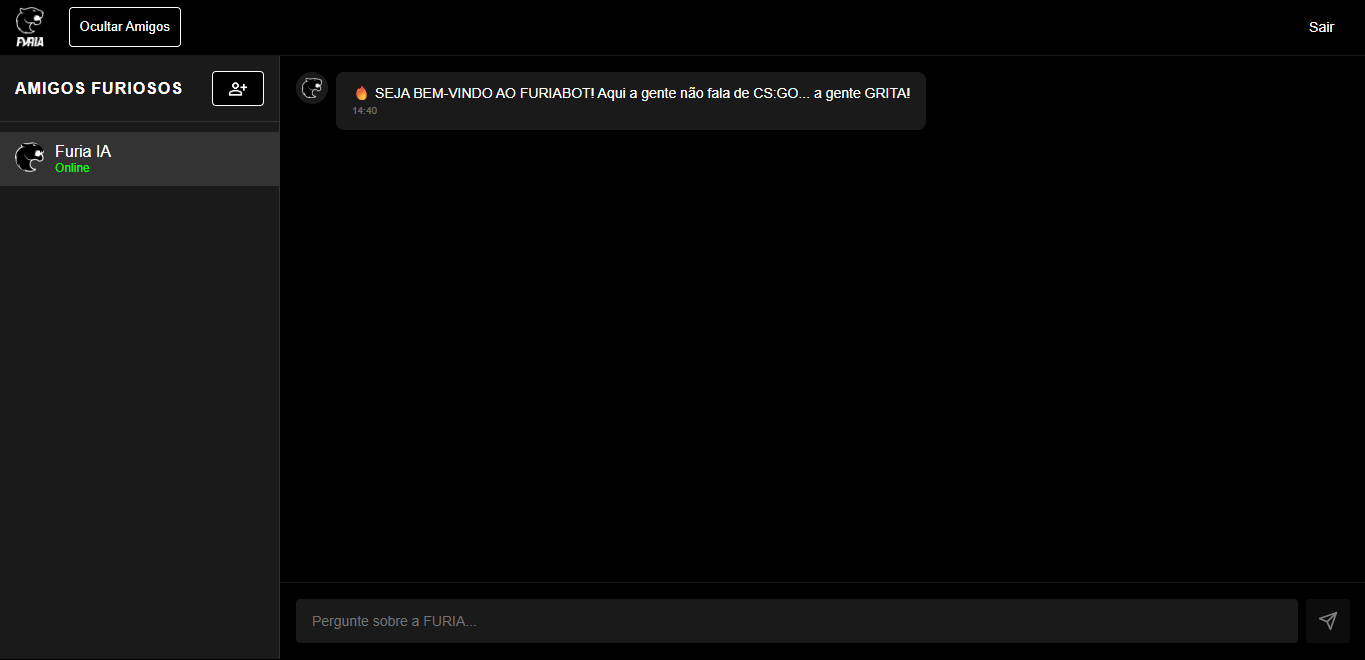 FURIA
Ocultar Amigos
Sair
AMIGOS FURIOSOS
Furia IA
Online
🔥 SEJA BEM-VINDO AO FURIABOT! Aqui a gente não fala de CS:GO... a gente GRITA!
14:40
Pergunte sobre a FURIA...